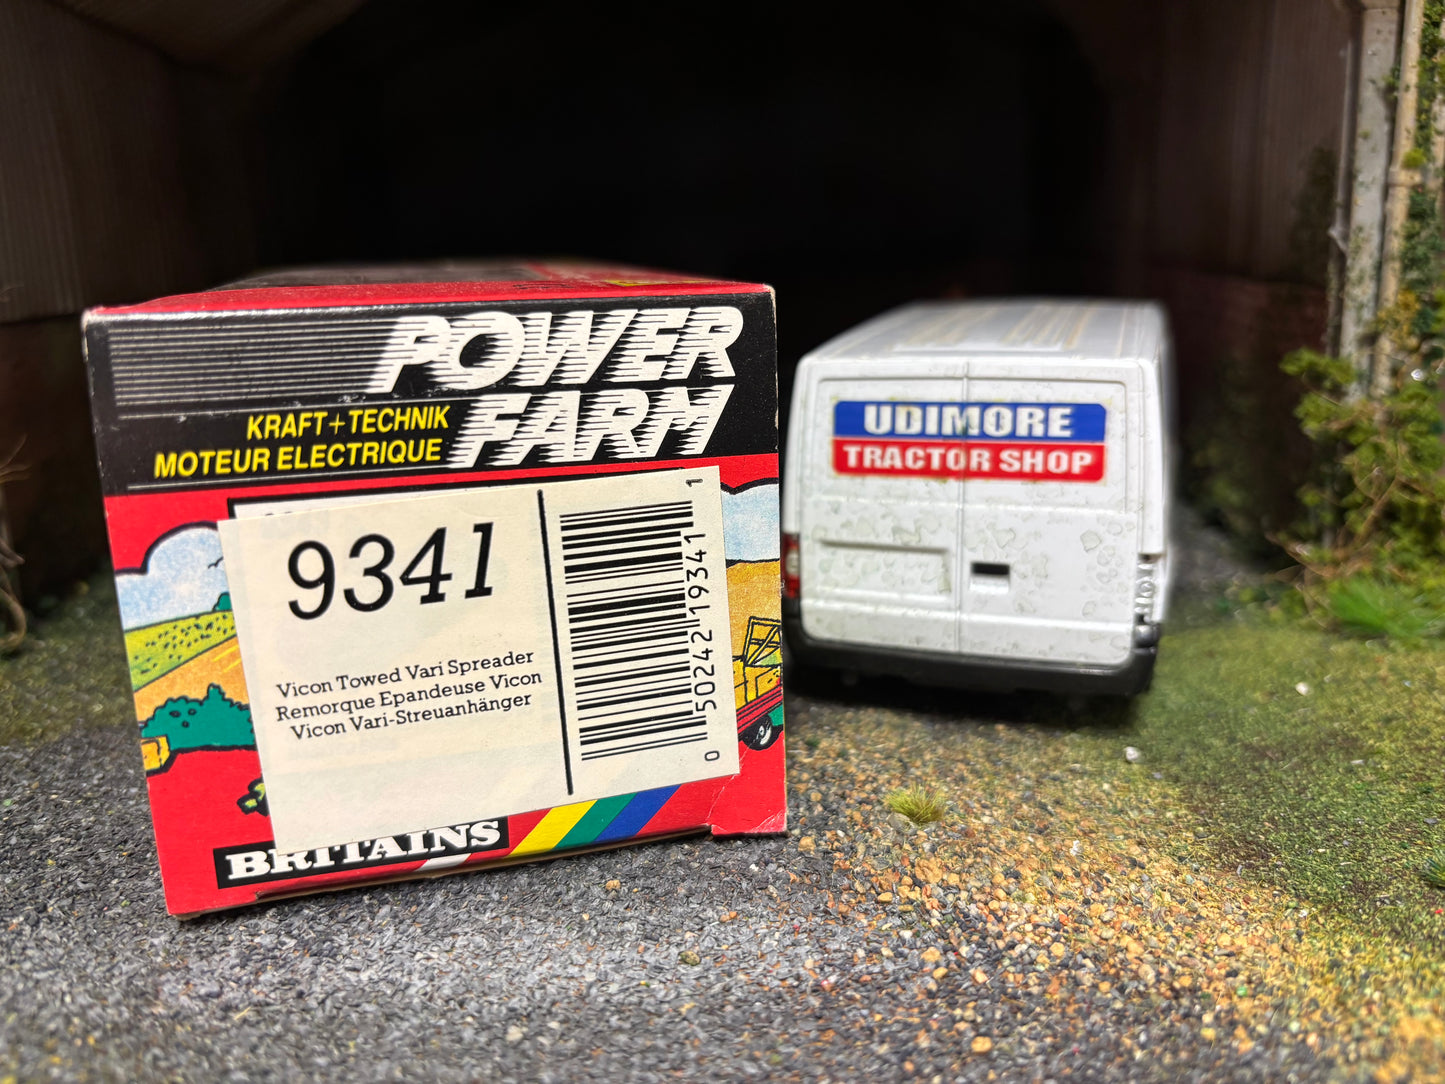 POWER
FARM
KRAFT+TECHNIK
MOTEUR ELECTRIQUE
9341
Vicon Towed Vari Spreader
Remorque Epandeuse Vicon
Vicon Vari-Streuanhänger
0 50242 19341 1
BRITAINS
UDIMORE
TRACTOR SHOP